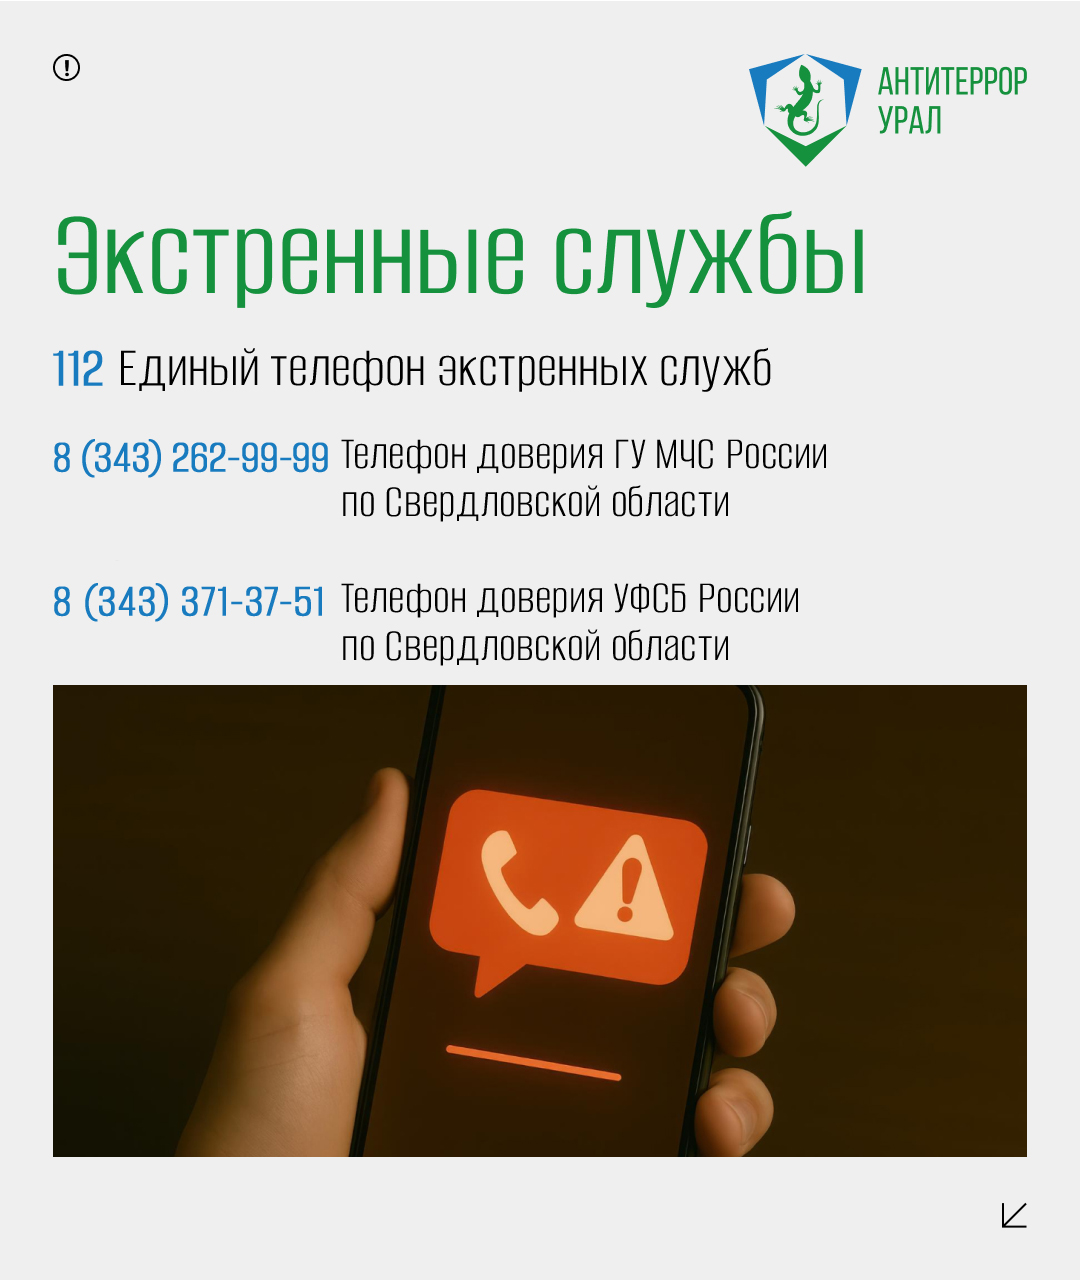 АНТИТЕРРОР
УРАЛ
Экстренные службы
112 Единый телефон экстренных служб
8 (343) 262-99-99 Телефон доверия ГУ МЧС России
по Свердловской области
8 (343) 371-37-51 Телефон доверия УФСБ России
по Свердловской области